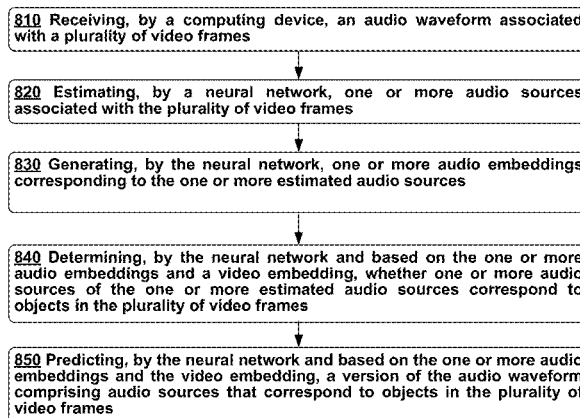 810 Receiving, by a computing device, an audio waveform associated
with a plurality of video frames
820 Estimating, by a neural network, one or more audio sources
associated with the plurality of video frames
830 Generating, by the neural network, one or more audio embeddings
corresponding to the one or more estimated audio sources
840 Determining, by the neural network and based on the one or more
audio embeddings and a video embedding, whether one or more audio
sources of the one or more estimated audio sources correspond to
objects in the plurality of video frames
850 Predicting, by the neural network and based on the one or more audio
embeddings and the video embedding, a version of the audio waveform
comprising audio sources that correspond to objects in the plurality of
video frames